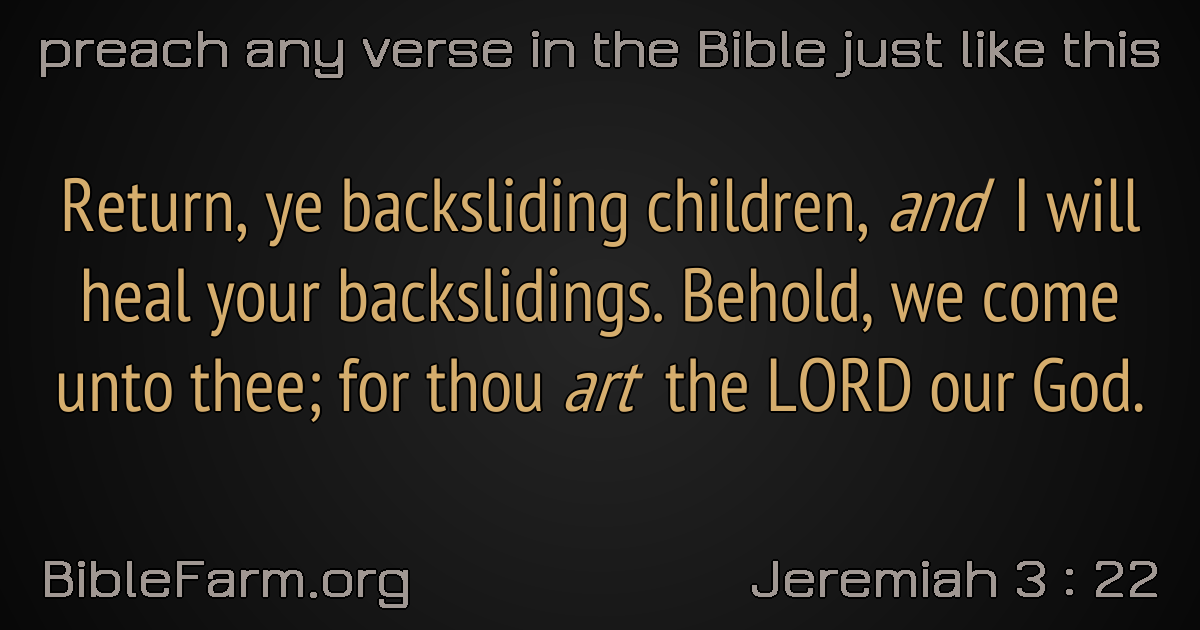 preach any verse in the Bible just like this
Return, ye backsliding children, and I will
heal your backslidings. Behold, we come
unto thee; for thou art the LORD our God.
BibleFarm.org
Jeremiah 3 : 22